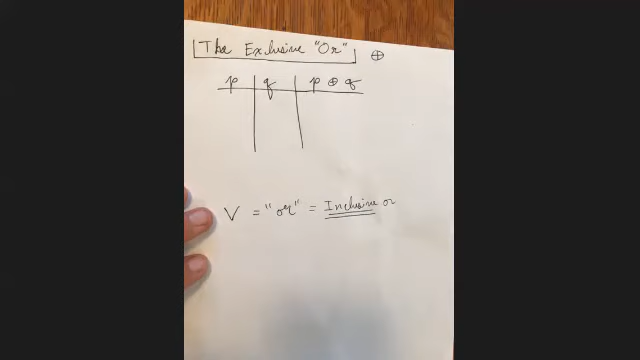 The Exclusive "Or" ⊕
p q p ⊕ q
V = "or" = Inclusive or